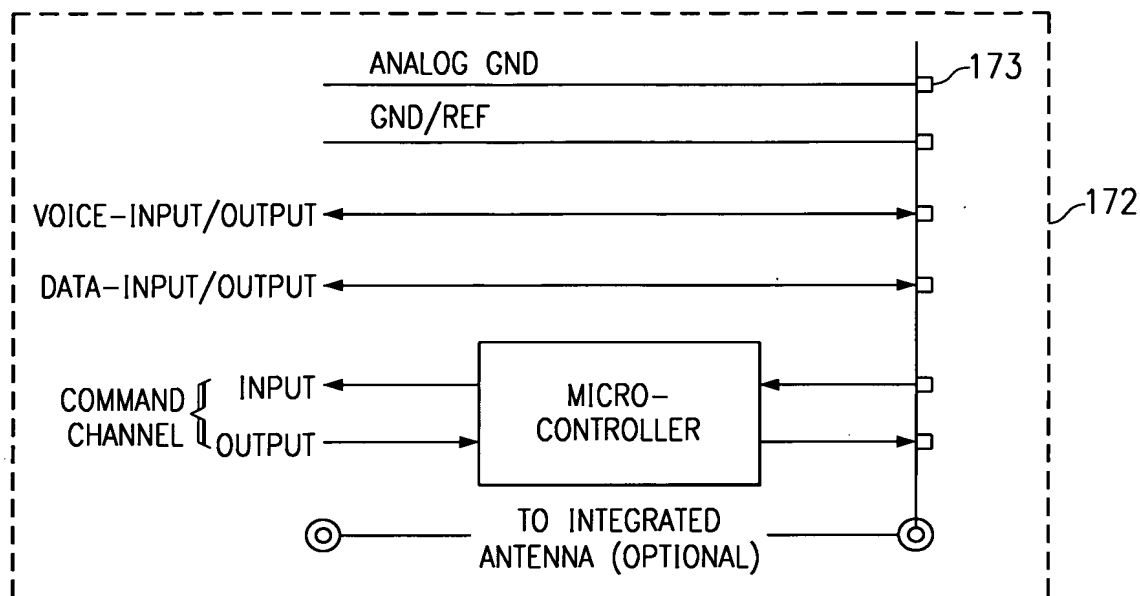 ANALOG GND
173
GND/REF
VOICE-INPUT/OUTPUT
172
DATA-INPUT/OUTPUT
COMMAND
CHANNEL
INPUT
OUTPUT
MICRO-
CONTROLLER
TO INTEGRATED
ANTENNA (OPTIONAL)